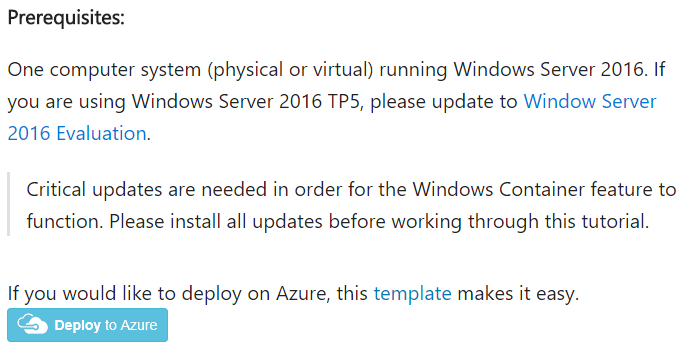 Prerequisites:
One computer system (physical or virtual) running Windows Server 2016. If
you are using Windows Server 2016 TP5, please update to Window Server
2016 Evaluation.
Critical updates are needed in order for the Windows Container feature to
function. Please install all updates before working through this tutorial.
If you would like to deploy on Azure, this template makes it easy.
Deploy to Azure